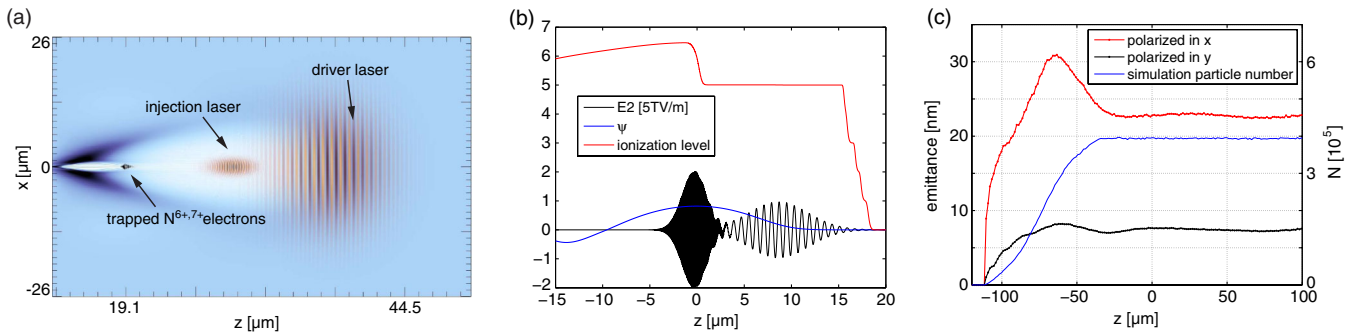 (a)
26
x [μm]
0
-26
driver laser
injection laser
trapped N6+,7+electrons
19.1
44.5
z [μm]
(b)
7
6
5
4
3
2
1
0
-1
-2
E2 [5TV/m]
ψ
ionization level
-15
-10
-5
0
5
10
15
20
z [μm]
(c)
emittance [nm]
30
20
10
0
polarized in x
polarized in y
simulation particle number
6
3
0
N [10⁵]
-100
-50
0
50
100
z [μm]